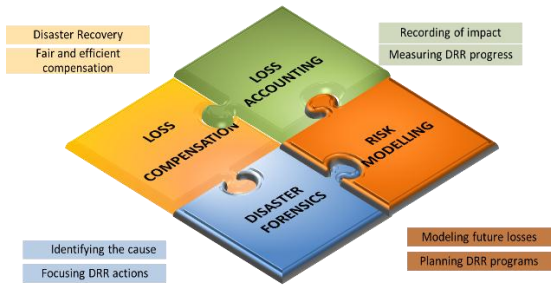 Disaster Recovery
Fair and efficient
compensation
Recording of impact
Measuring DRR progress
LOSS
ACCOUNTING
LOSS
COMPENSATION
RISK
MODELLING
DISASTER
FORENSICS
Identifying the cause
Focusing DRR actions
Modeling future losses
Planning DRR programs